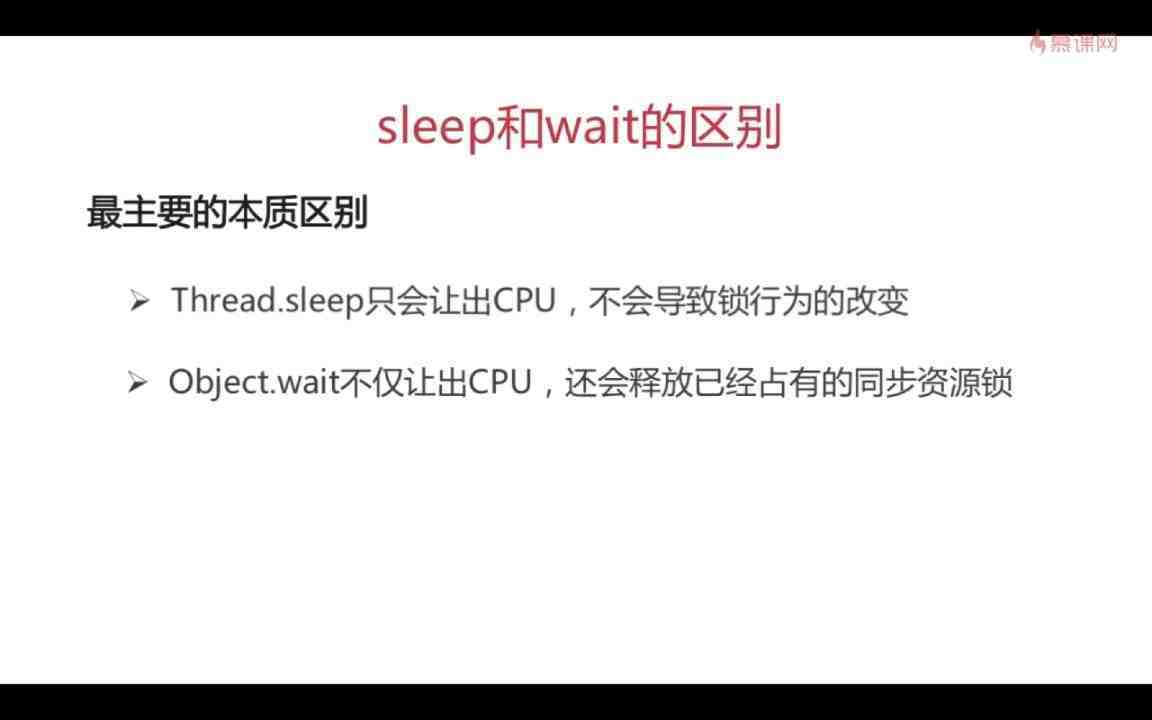 慕课网
sleep和wait的区别
最主要的本质区别
Thread.sleep只会让出CPU，不会导致锁行为的改变
Object.wait不仅让出CPU，还会释放已经占有的同步资源锁